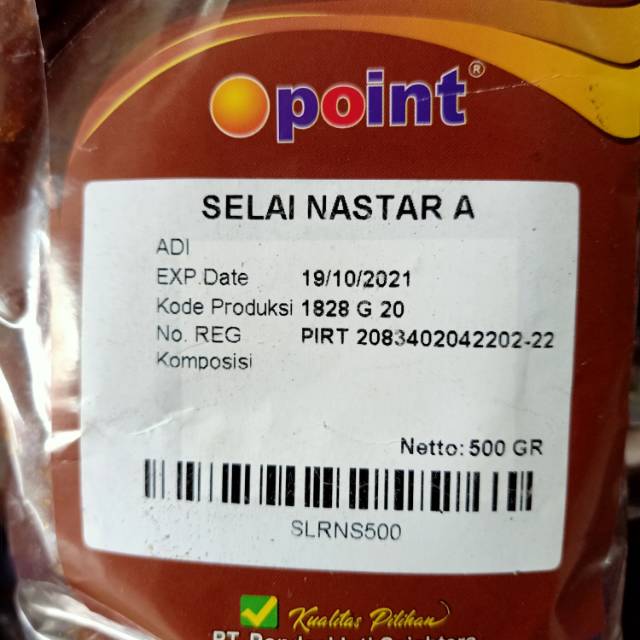 point®
SELAI NASTAR A
ADI
EXP.Date 19/10/2021
Kode Produksi 1828 G 20
No. REG PIRT 2083402042202-22
Komposisi
Netto: 500 GR
SLRNS500
Kualitas Pilihan
PT.